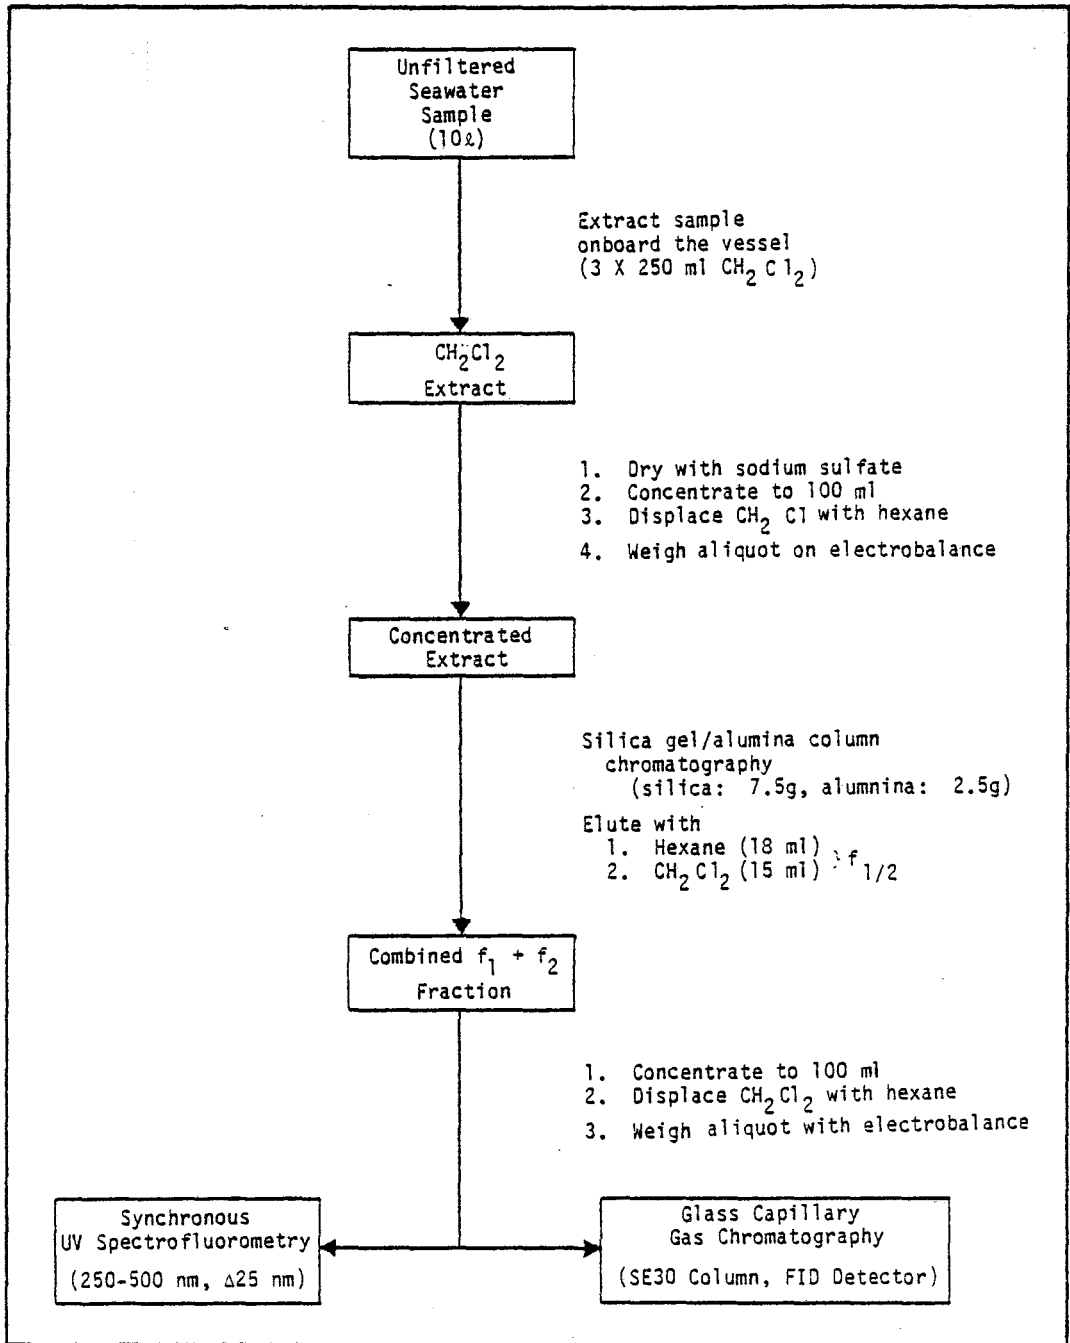 Unfiltered
Seawater
Sample
(10ℓ)
Extract sample
onboard the vessel
(3 X 250 ml CH2 Cl2)
CH2Cl2
Extract
1. Dry with sodium sulfate
2. Concentrate to 100 ml
3. Displace CH2 Cl with hexane
4. Weigh aliquot on electrobalance
Concentrated
Extract
Silica gel/alumina column
chromatography
(silica: 7.5g, alumnina: 2.5g)
Elute with
1. Hexane (18 ml)
2. CH2Cl2 (15 ml) } f1/2
Combined f1 + f2
Fraction
1. Concentrate to 100 ml
2. Displace CH2Cl2 with hexane
3. Weigh aliquot with electrobalance
Synchronous
UV Spectrofluorometry
(250-500 nm, Δ25 nm)
Glass Capillary
Gas Chromatography
(SE30 Column, FID Detector)